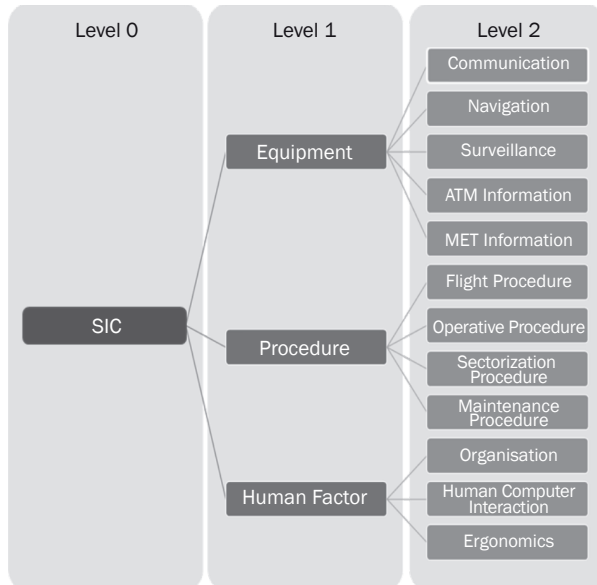 Level 0
Level 1
Level 2
SIC
Equipment
Procedure
Human Factor
Communication
Navigation
Surveillance
ATM Information
MET Information
Flight Procedure
Operative Procedure
Sectorization
Procedure
Maintenance
Procedure
Organisation
Human Computer
Interaction
Ergonomics